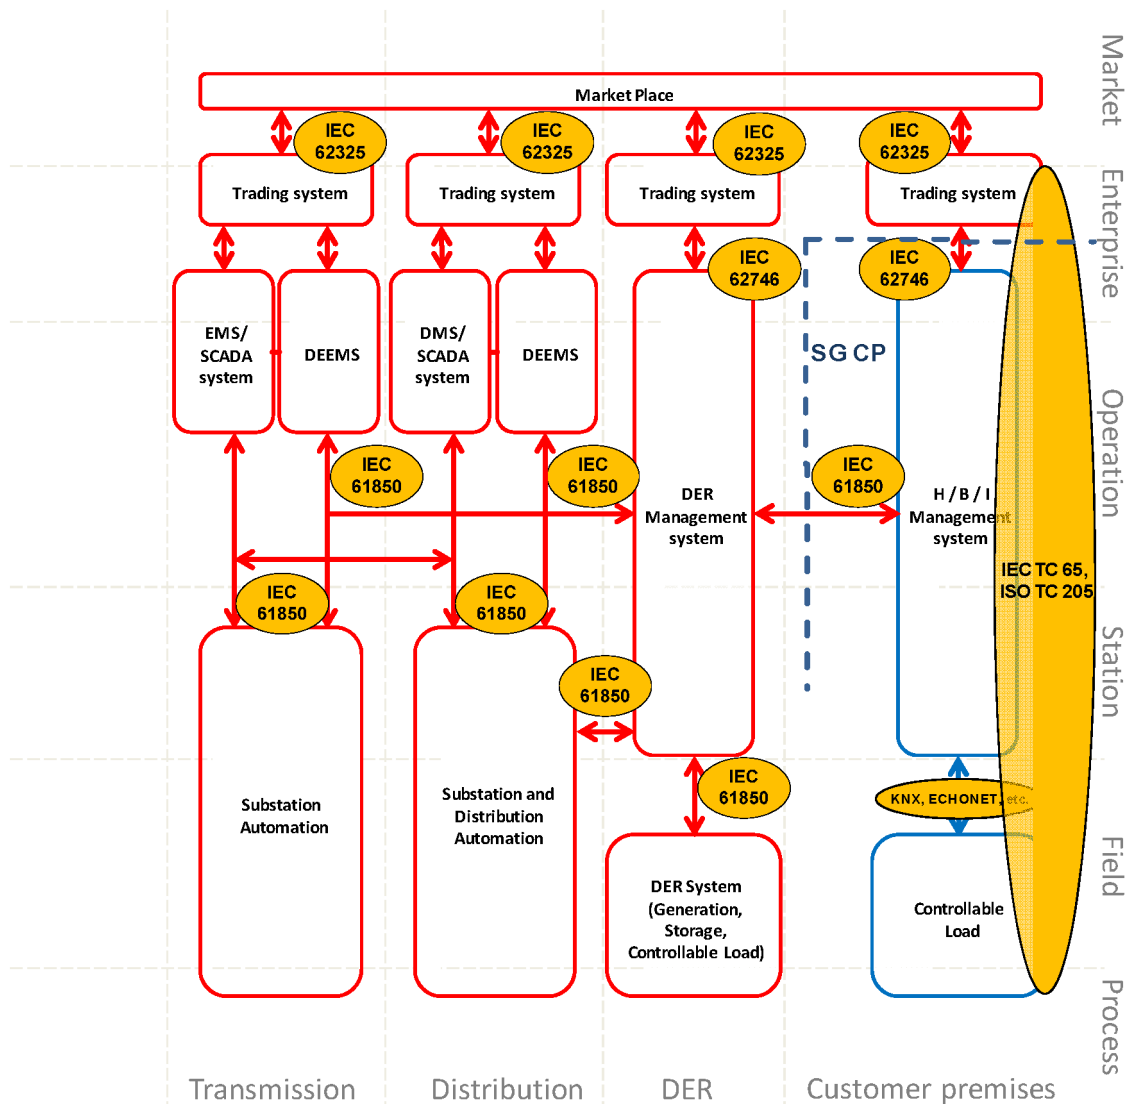 Market
Market Place
IEC
62325
IEC
62325
IEC
62325
IEC
62325
Trading system
Trading system
Trading system
Trading system
Enterprise
IEC
62746
IEC
62746
EMS/
SCADA
system
DEEMS
DMS/
SCADA
system
DEEMS
SG CP
Operation
IEC
61850
IEC
61850
IEC
61850
DER
Management
system
H / B / I
Management
system
IEC TC 65,
ISO TC 205
IEC
61850
IEC
61850
Station
IEC
61850
IEC
61850
KNX, ECHONET, etc.
Substation
Automation
Substation and
Distribution
Automation
Field
DER System
(Generation,
Storage,
Controllable Load)
Controllable
Load
Process
Transmission
Distribution
DER
Customer premises